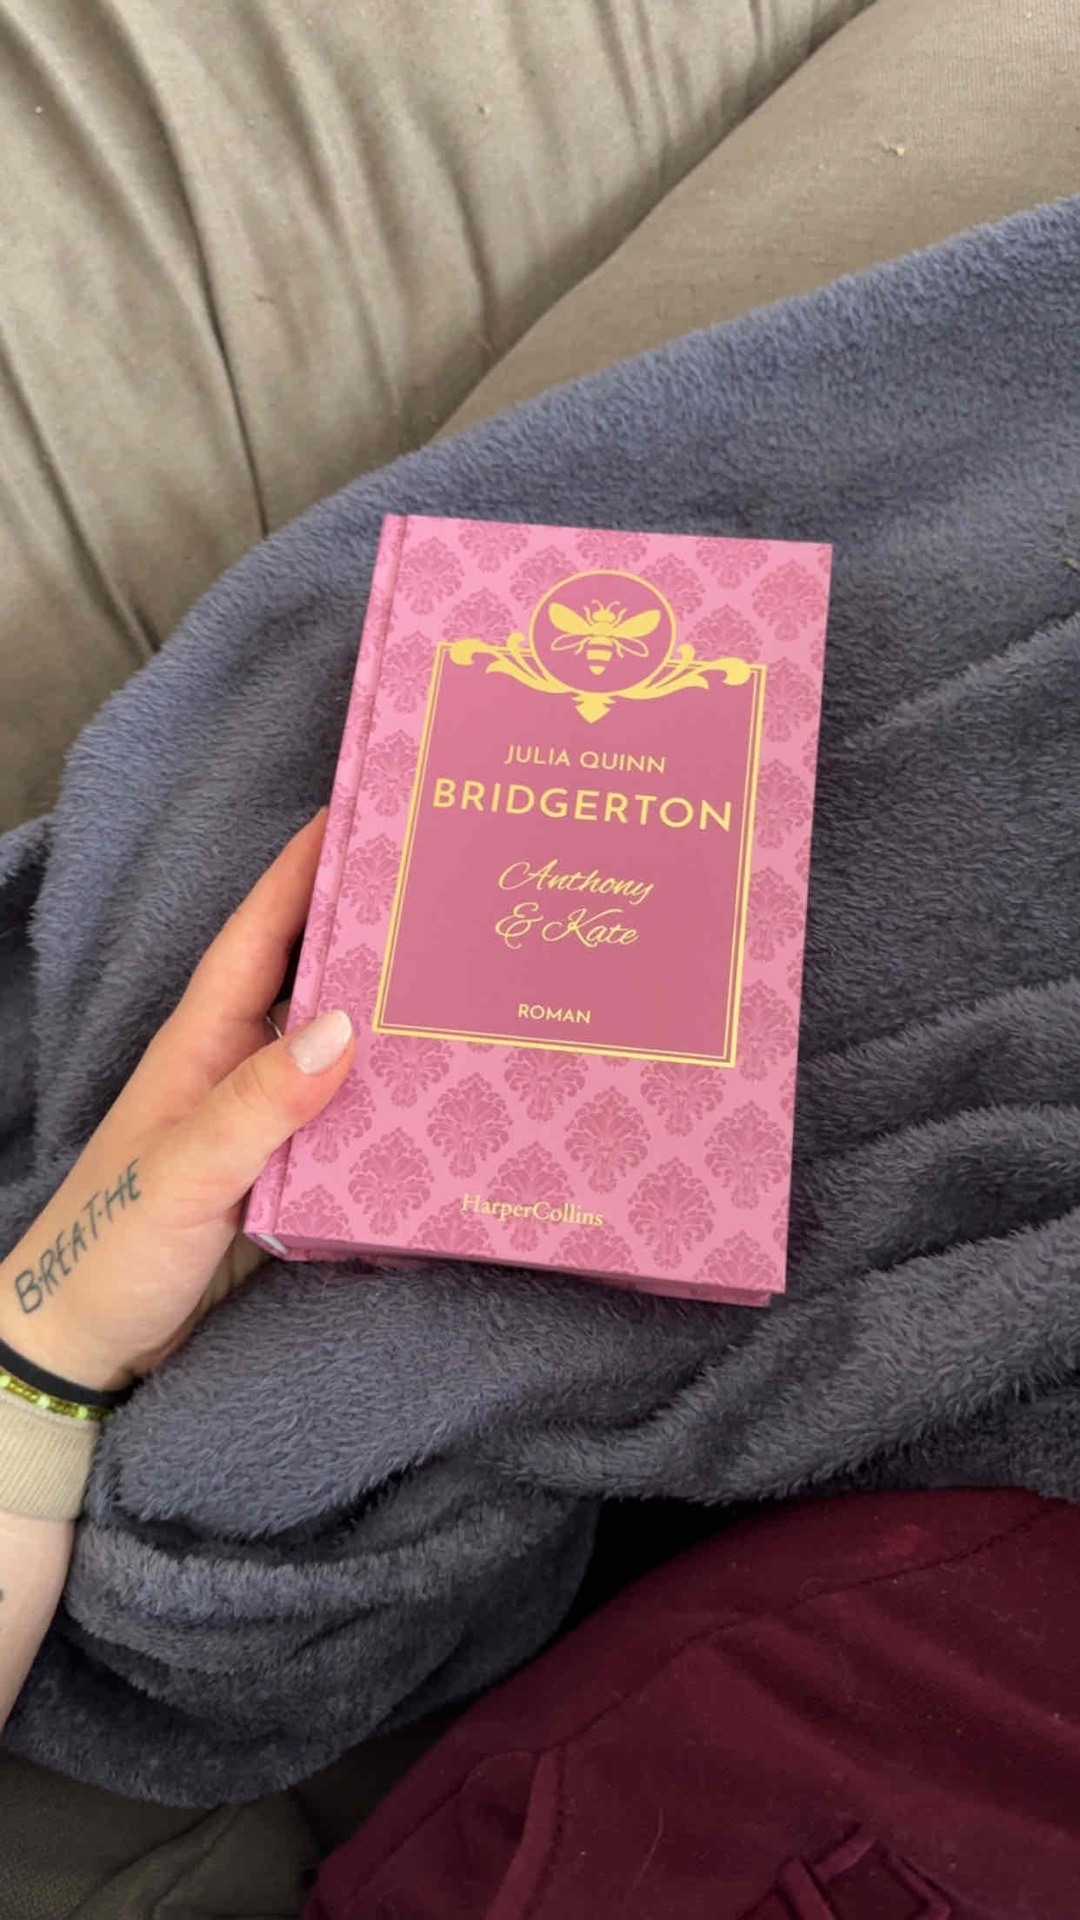 JULIA QUINN
BRIDGERTON
Anthony
& Kate
ROMAN
HarperCollins
BREATHE